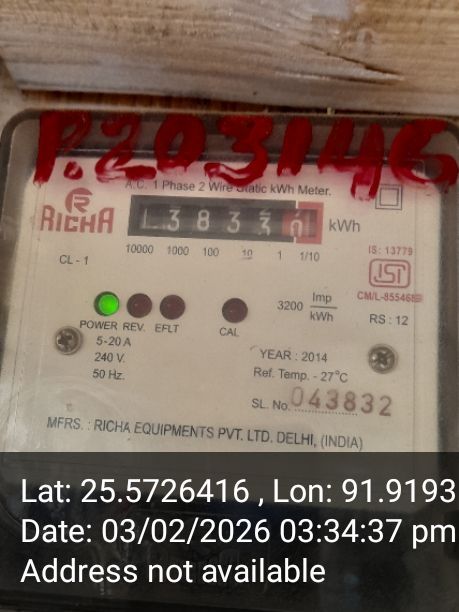 P.203146
A.C. 1 Phase 2 Wire Static kWh Meter.
RICHA
13833 0 kWh
10000 1000 100 10 1 1/10
IS: 13779
CL - 1
ISI
CM/L-8554689
3200 Imp/kWh
RS : 12
POWER REV. EFLT CAL
5-20 A
240 V.
50 Hz.
YEAR : 2014
Ref. Temp. - 27°C
SL. No. 043832
MFRS. : RICHA EQUIPMENTS PVT. LTD. DELHI, (INDIA)
Lat: 25.5726416 , Lon: 91.9193
Date: 03/02/2026 03:34:37 pm
Address not available